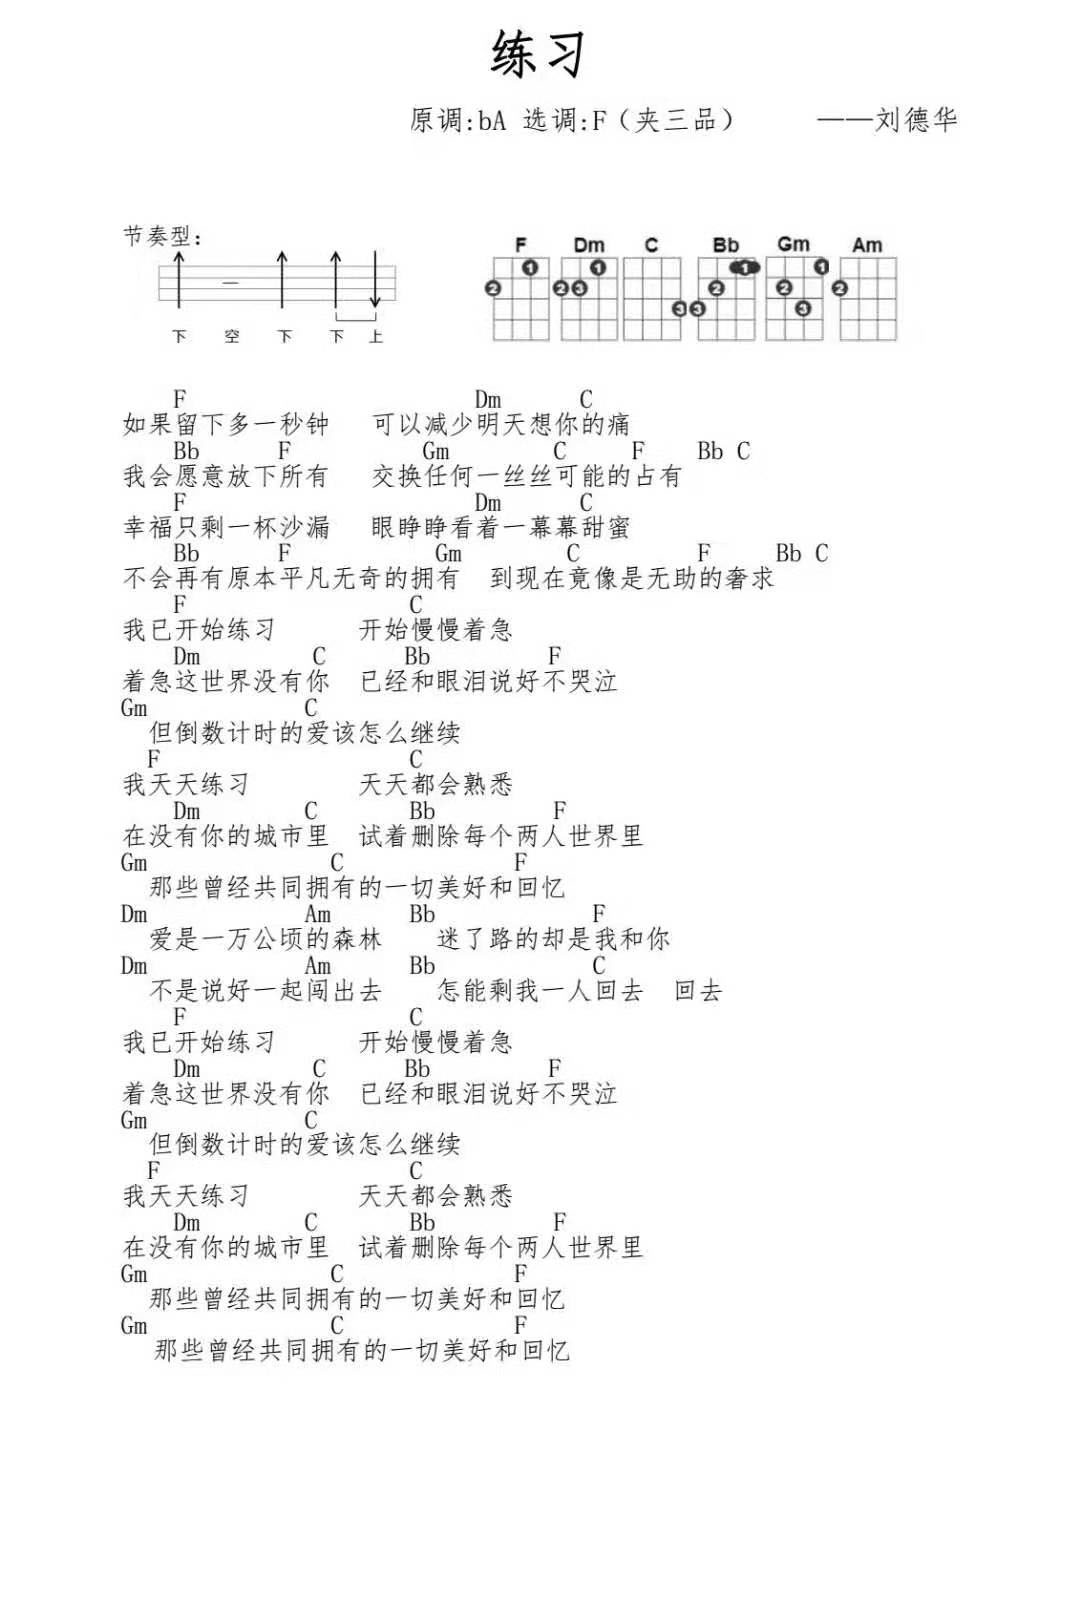 练习
原调:bA 选调:F（夹三品） ——刘德华
节奏型:
F Dm C Bb Gm Am
1 1 1 1
2 2 3 2 2 2
3 3 3
下 空 下 下 上
F Dm C
如果留下多一秒钟 可以减少明天想你的痛
Bb F Gm C F Bb C
我会愿意放下所有 交换任何一丝丝可能的占有
F Dm C
幸福只剩一杯沙漏 眼睁睁看着一幕幕甜蜜
Bb F Gm C F Bb C
不会再有原本平凡无奇的拥有 到现在竟像是无助的奢求
F C
我已开始练习 开始慢慢着急
Dm C Bb F
着急这世界没有你 已经和眼泪说好不哭泣
Gm C
但倒数计时的爱该怎么继续
F C
我天天练习 天天都会熟悉
Dm C Bb F
在没有你的城市里 试着删除每个两人世界里
Gm C F
那些曾经共同拥有的一切美好和回忆
Dm Am Bb F
爱是一万公顷的森林 迷了路的却是我和你
Dm Am Bb C
不是说好一起闯出去 怎能剩我一人回去 回去
F C
我已开始练习 开始慢慢着急
Dm C Bb F
着急这世界没有你 已经和眼泪说好不哭泣
Gm C
但倒数计时的爱该怎么继续
F C
我天天练习 天天都会熟悉
Dm C Bb F
在没有你的城市里 试着删除每个两人世界里
Gm C F
那些曾经共同拥有的一切美好和回忆
Gm C F
那些曾经共同拥有的一切美好和回忆